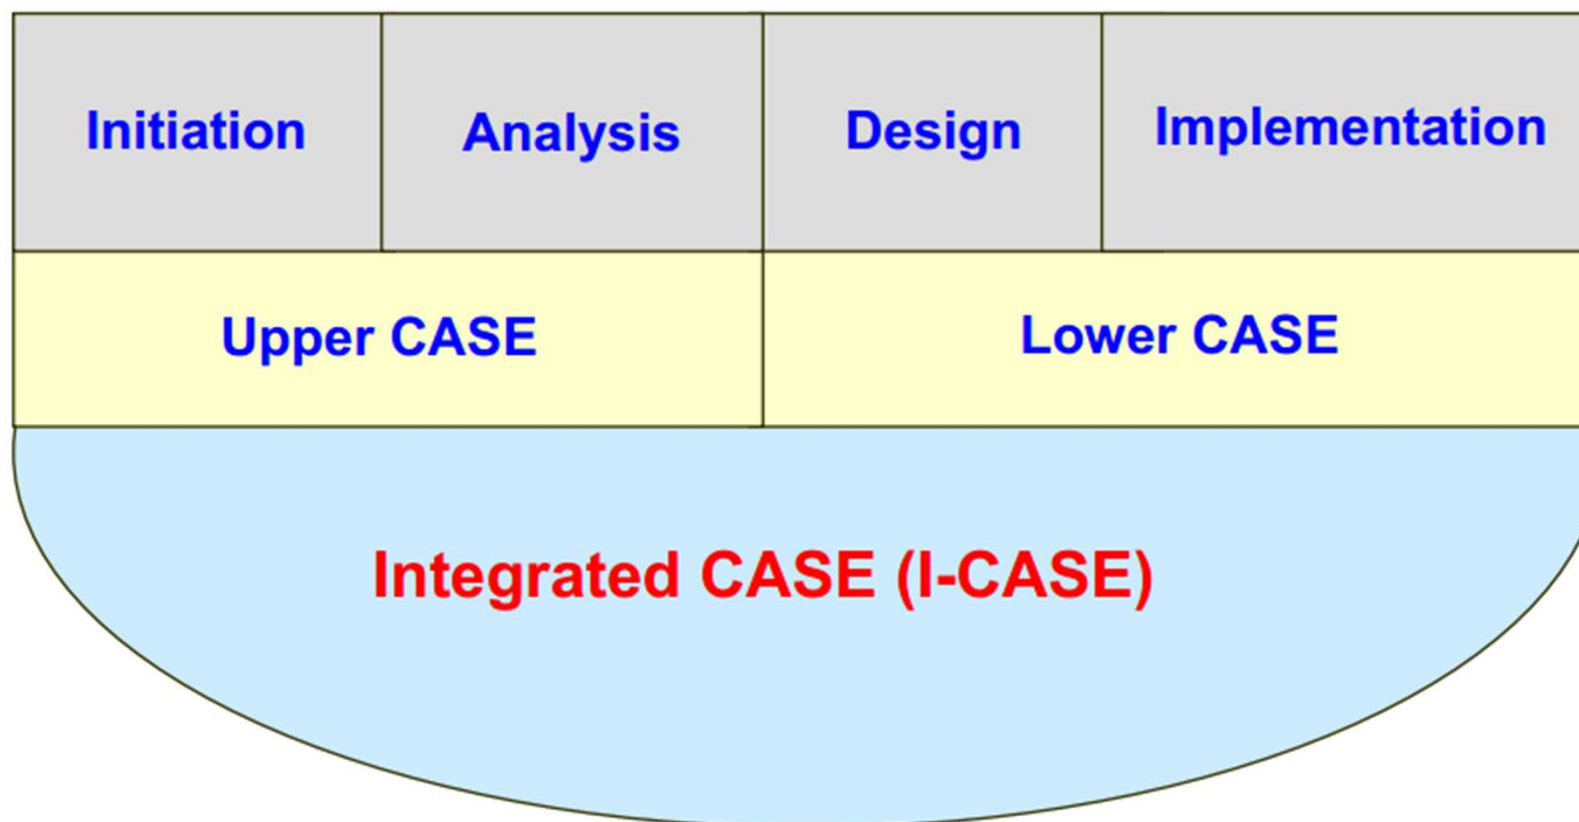 Initiation
Analysis
Design
Implementation
Upper CASE
Lower CASE
Integrated CASE (I-CASE)